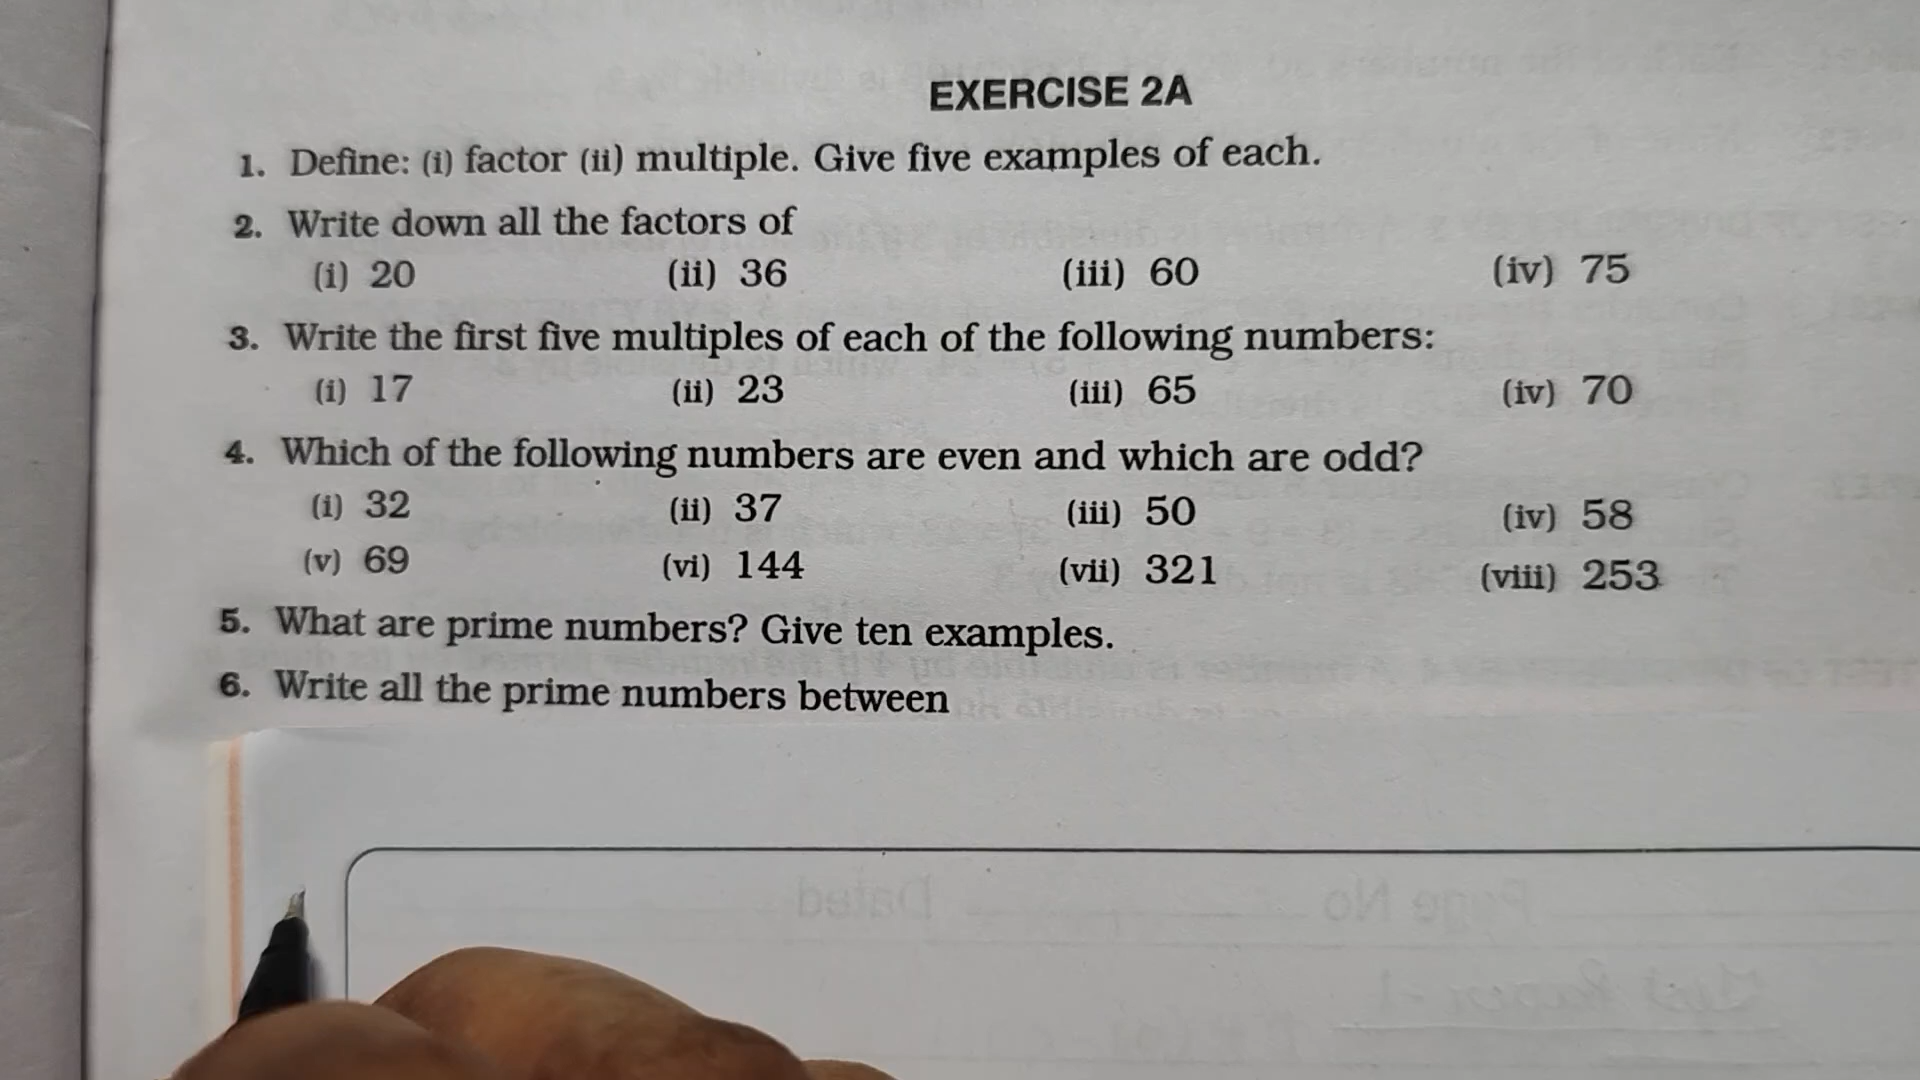 EXERCISE 2A
1. Define: (i) factor (ii) multiple. Give five examples of each.
2. Write down all the factors of
(i) 20 (ii) 36 (iii) 60 (iv) 75
3. Write the first five multiples of each of the following numbers:
(i) 17 (ii) 23 (iii) 65 (iv) 70
4. Which of the following numbers are even and which are odd?
(i) 32 (ii) 37 (iii) 50 (iv) 58
(v) 69 (vi) 144 (vii) 321 (viii) 253
5. What are prime numbers? Give ten examples.
6. Write all the prime numbers between
Page No Dated